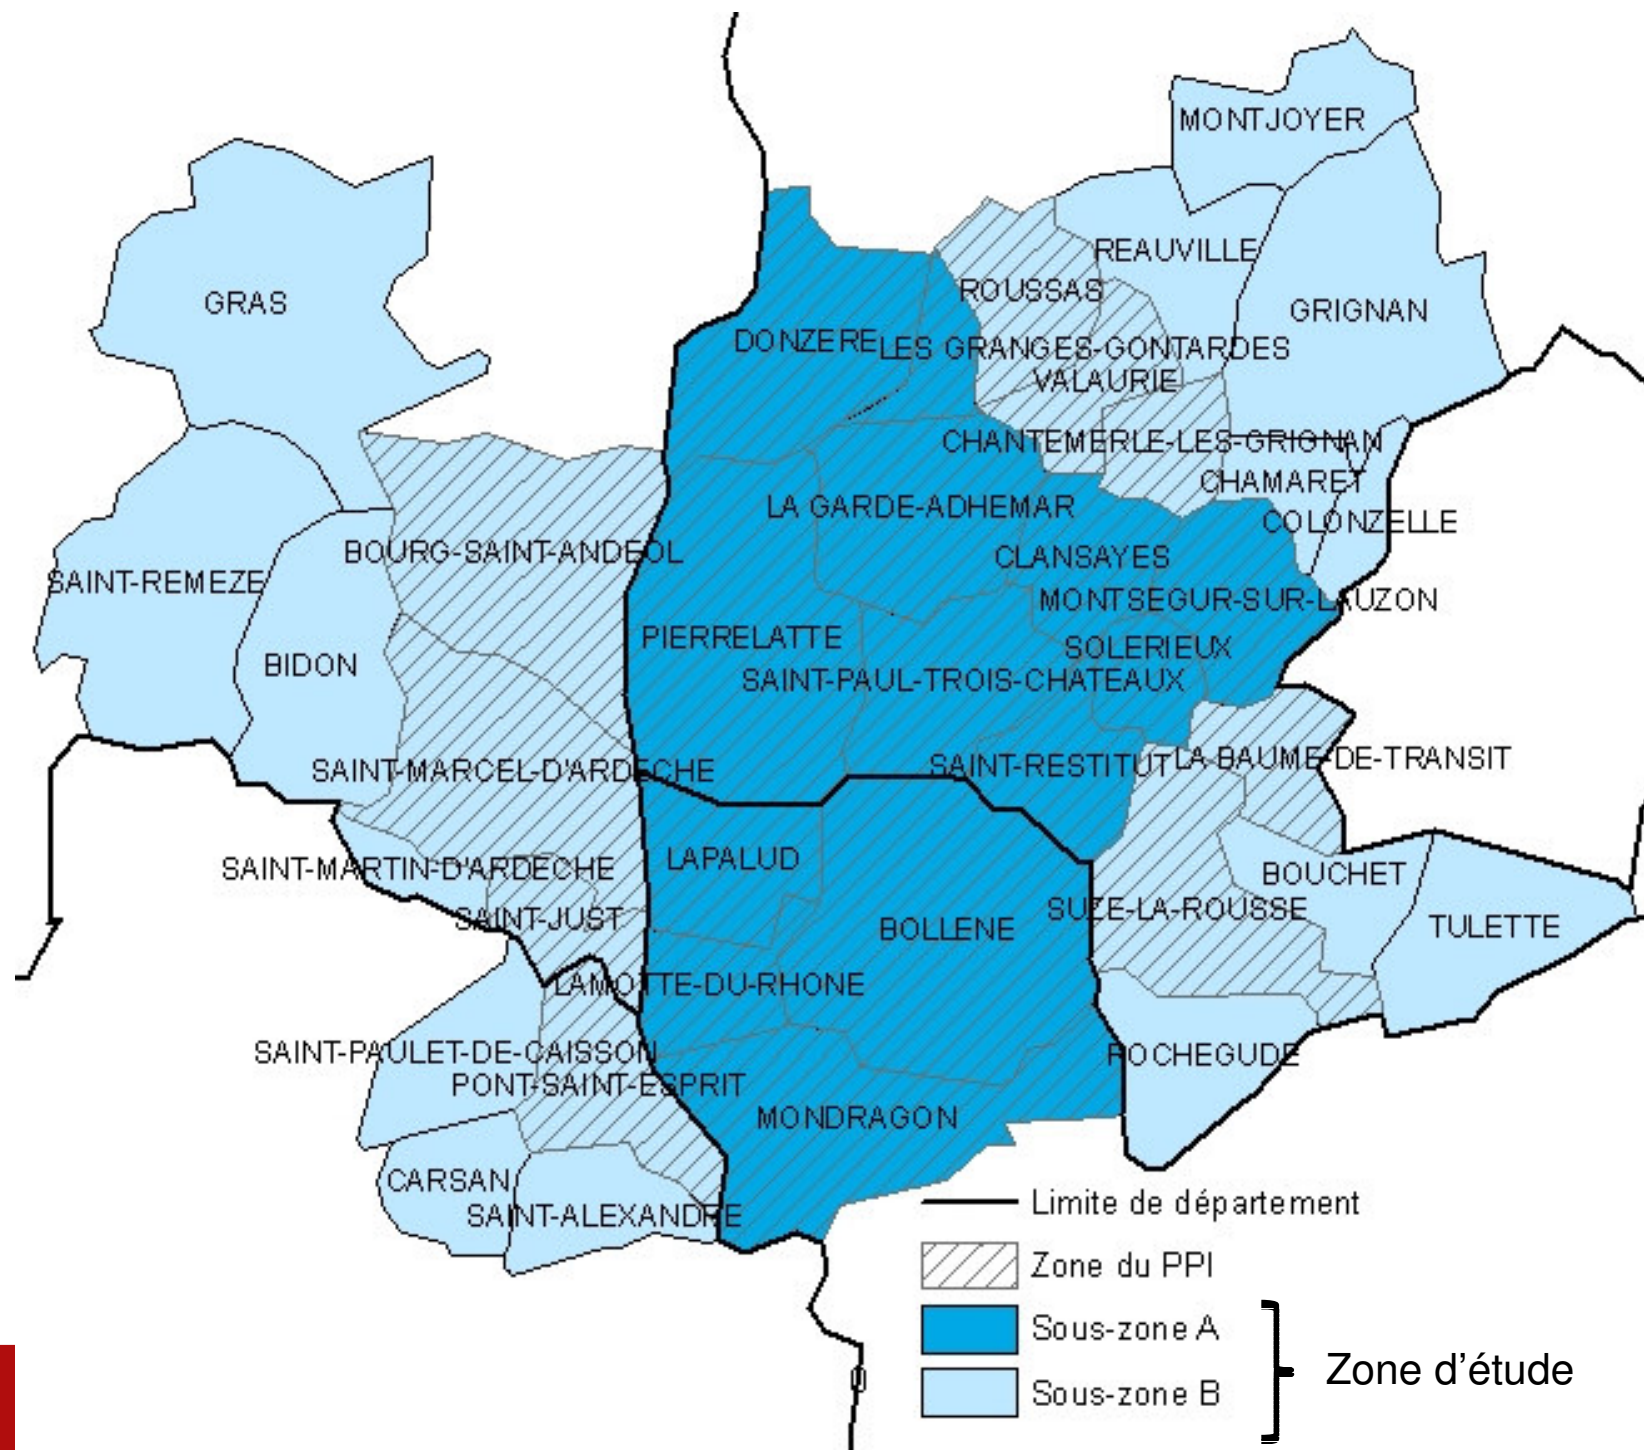 MONTJOYER
REAUVILLE
ROUSSAS
GRAS
GRIGNAN
DONZERE
LES GRANGES-GONTARDES
VALAURIE
CHANTEMERLE-LES-GRIGNAN
CHAMARET
LA GARDE-ADHEMAR
COLONZELLE
BOURG-SAINT-ANDEOL
CLANSAYES
SAINT-REMEZE
MONTSEGUR-SUR-LAUZON
PIERRELATTE
SOLERIEUX
BIDON
SAINT-PAUL-TROIS-CHATEAUX
SAINT-MARCEL-D'ARDECHE
SAINT-RESTITUT
LA BAUME-DE-TRANSIT
LAPALUD
SAINT-MARTIN-D'ARDECHE
BOUCHET
SUZE-LA-ROUSSE
SAINT-JUST
BOLLENE
TULETTE
LAMOTTE-DU-RHONE
SAINT-PAULET-DE-CAISSON
ROCHEGUDE
PONT-SAINT-ESPRIT
MONDRAGON
CARSAN
SAINT-ALEXANDRE
Limite de département
Zone du PPI
Sous-zone A
Zone d’étude
Sous-zone B